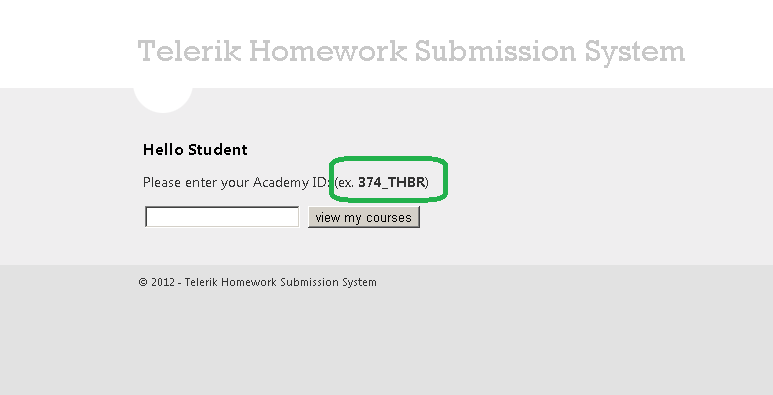 Telerik Homework Submission System
Hello Student
Please enter your Academy ID: (ex. 374_THBR)
view my courses
© 2012 - Telerik Homework Submission System